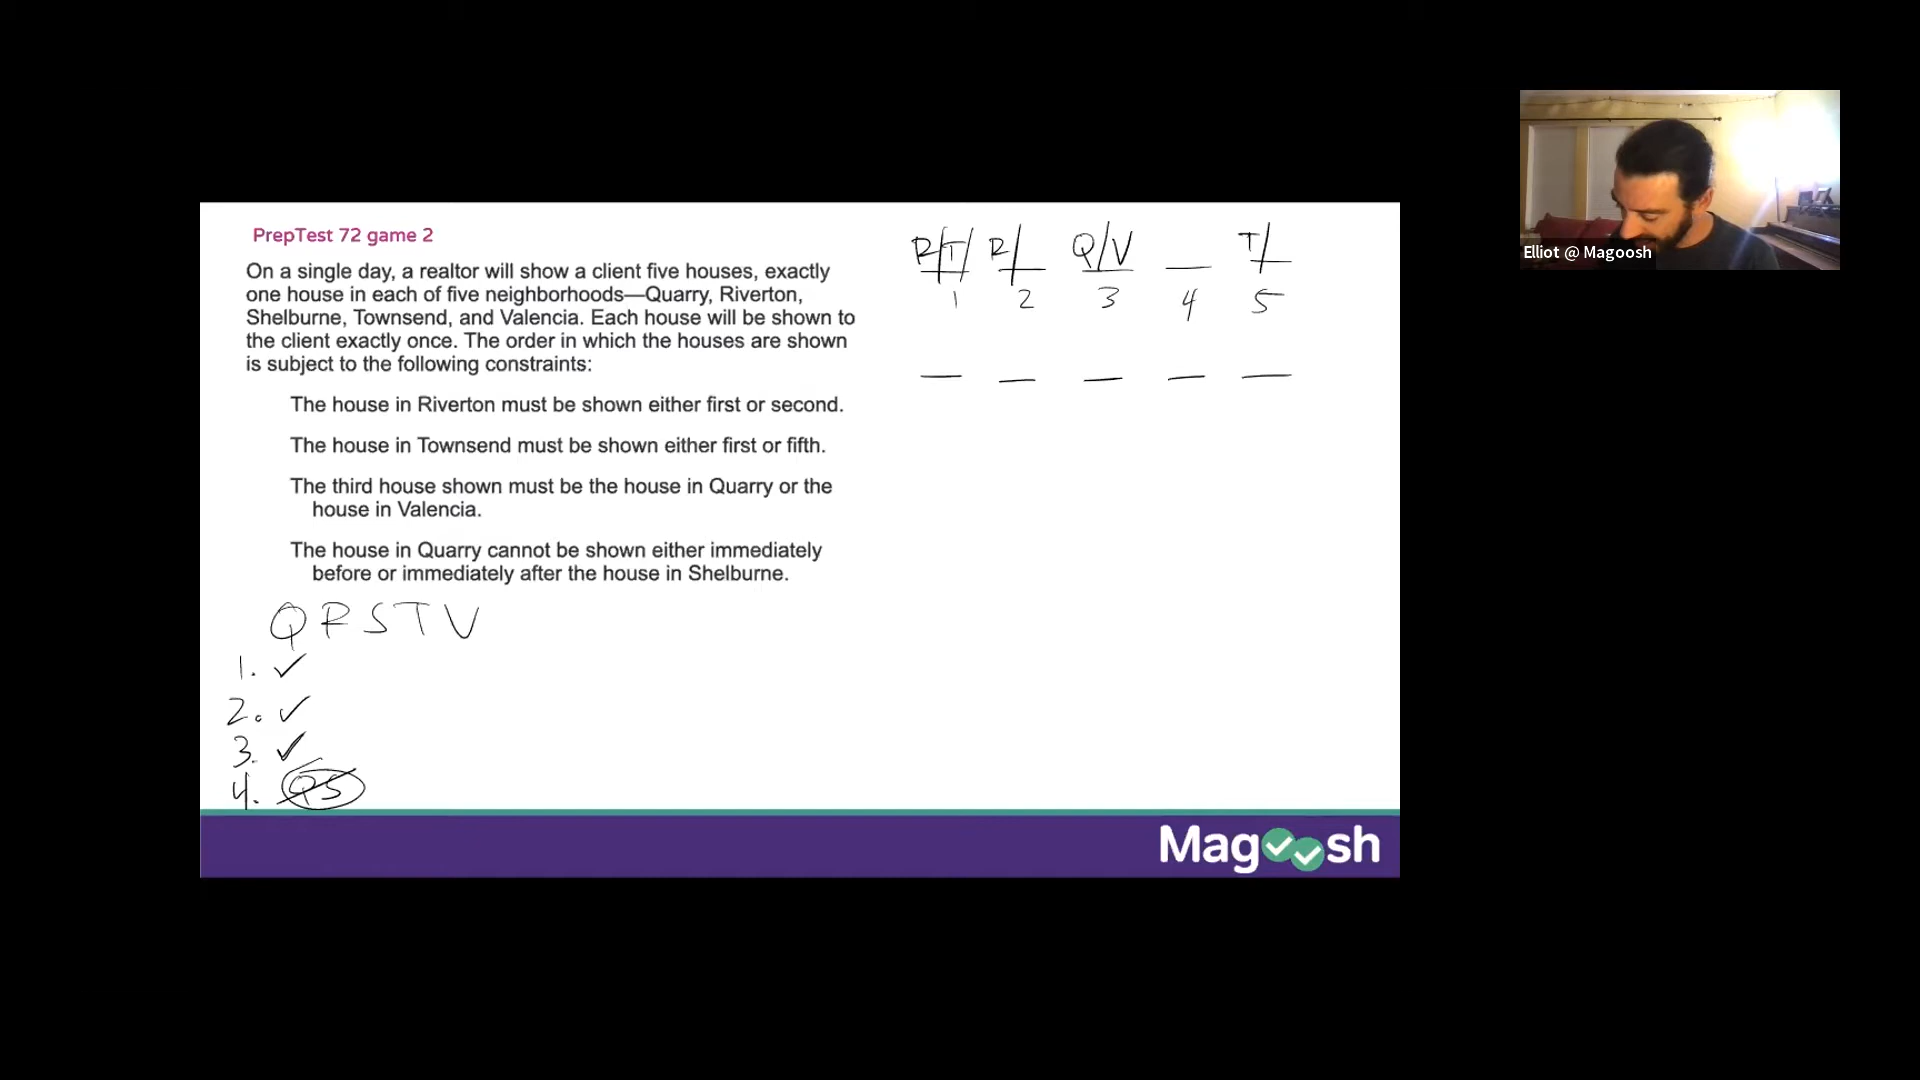 PrepTest 72 game 2
On a single day, a realtor will show a client five houses, exactly
one house in each of five neighborhoods—Quarry, Riverton,
Shelburne, Townsend, and Valencia. Each house will be shown to
the client exactly once. The order in which the houses are shown
is subject to the following constraints:
The house in Riverton must be shown either first or second.
The house in Townsend must be shown either first or fifth.
The third house shown must be the house in Quarry or the
house in Valencia.
The house in Quarry cannot be shown either immediately
before or immediately after the house in Shelburne.
Q R S T V
1. ✓
2. ✓
3. ✓
4. QS
R/T/ R/ Q/V __ T/
1 2 3 4 5
Magoosh
Elliot @ Magoosh